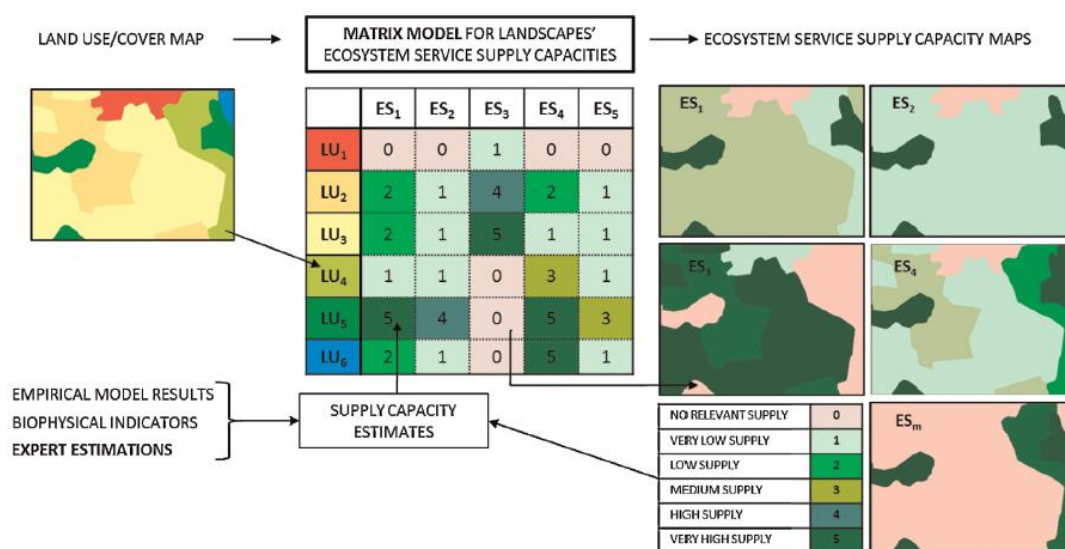 LAND USE/COVER MAP
MATRIX MODEL FOR LANDSCAPES'
ECOSYSTEM SERVICE SUPPLY CAPACITIES
ECOSYSTEM SERVICE SUPPLY CAPACITY MAPS
ES₁ ES₂ ES₃ ES₄ ES₅
LU₁ 0 0 1 0 0
LU₂ 2 1 4 2 1
LU₃ 2 1 5 1 1
LU₄ 1 1 0 3 1
LU₅ 5 4 0 5 3
LU₆ 2 1 0 5 1
ES₁ ES₂
ES₃ ES₄
EMPIRICAL MODEL RESULTS
BIOPHYSICAL INDICATORS
EXPERT ESTIMATIONS
SUPPLY CAPACITY
ESTIMATES
NO RELEVANT SUPPLY 0
VERY LOW SUPPLY 1
LOW SUPPLY 2
MEDIUM SUPPLY 3
HIGH SUPPLY 4
VERY HIGH SUPPLY 5
ESₘ